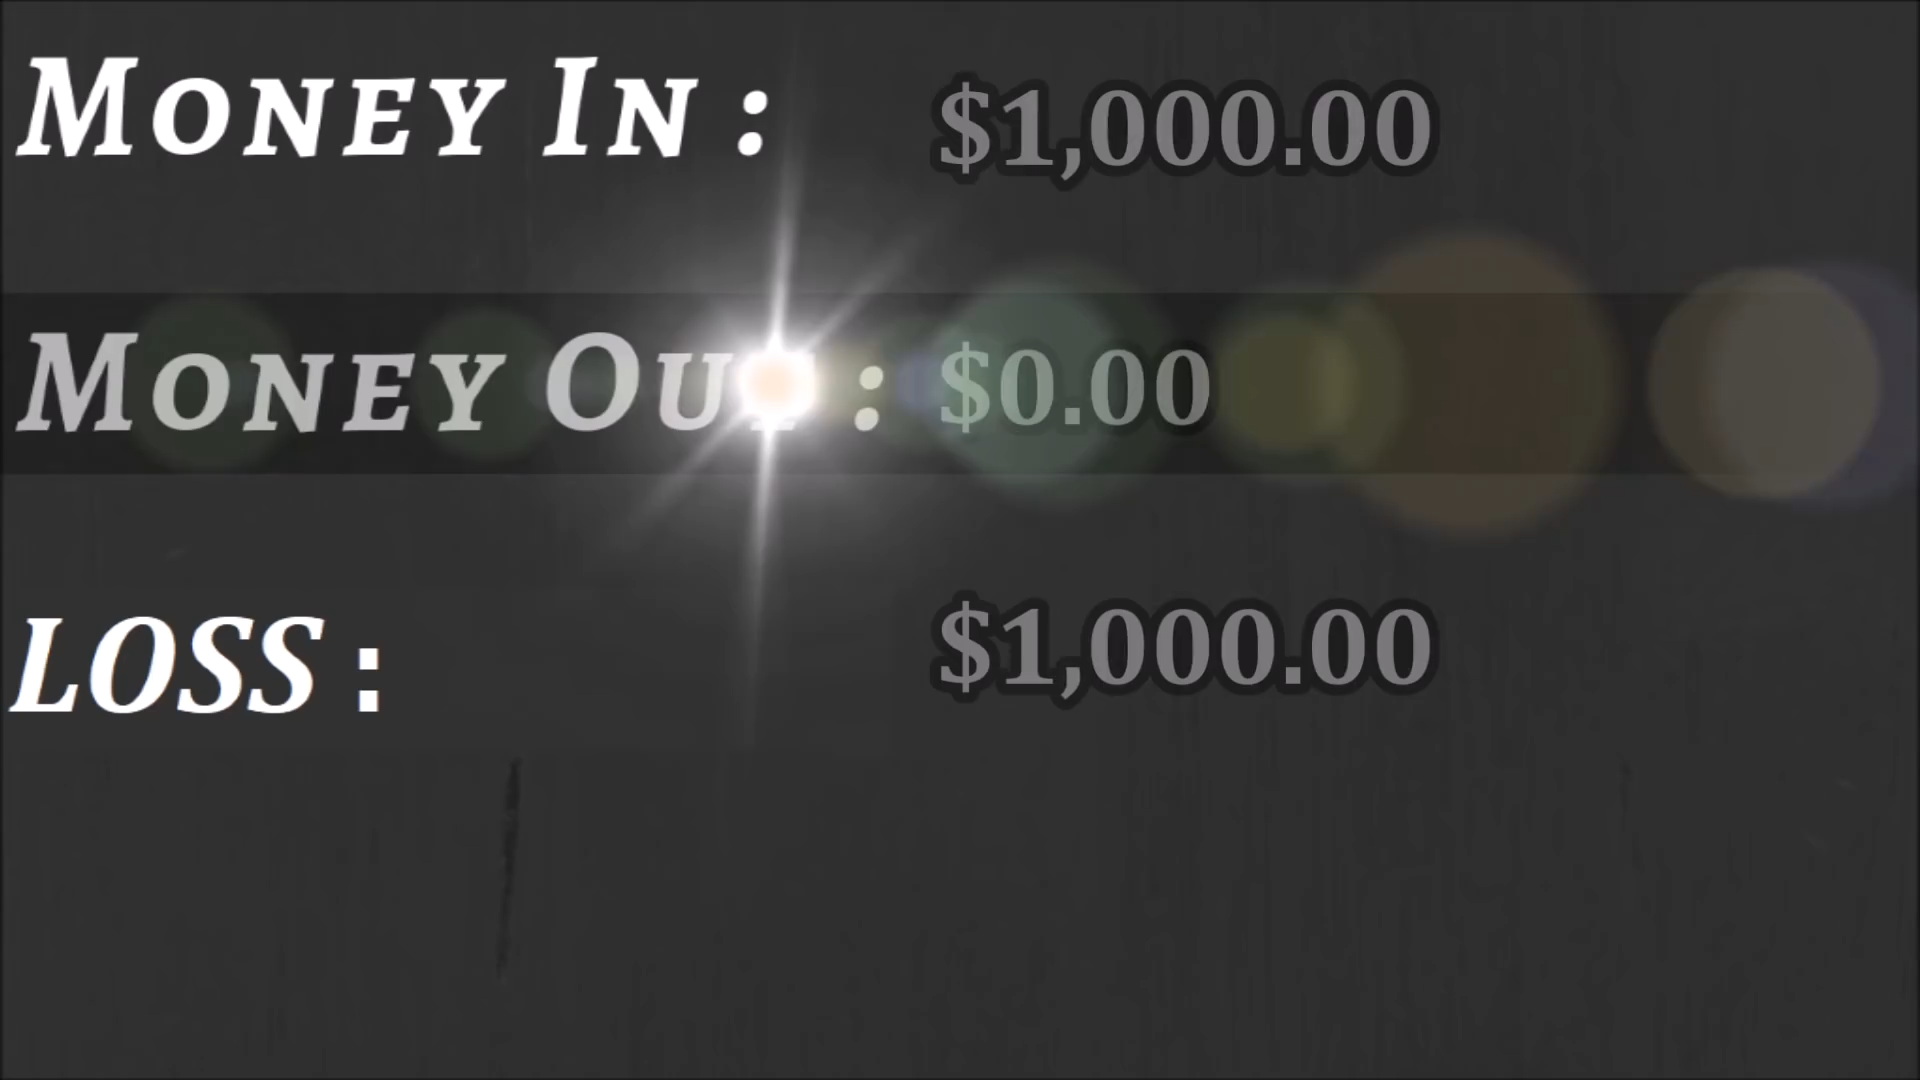 Money In : $1,000.00
Money Out : $0.00
LOSS : $1,000.00